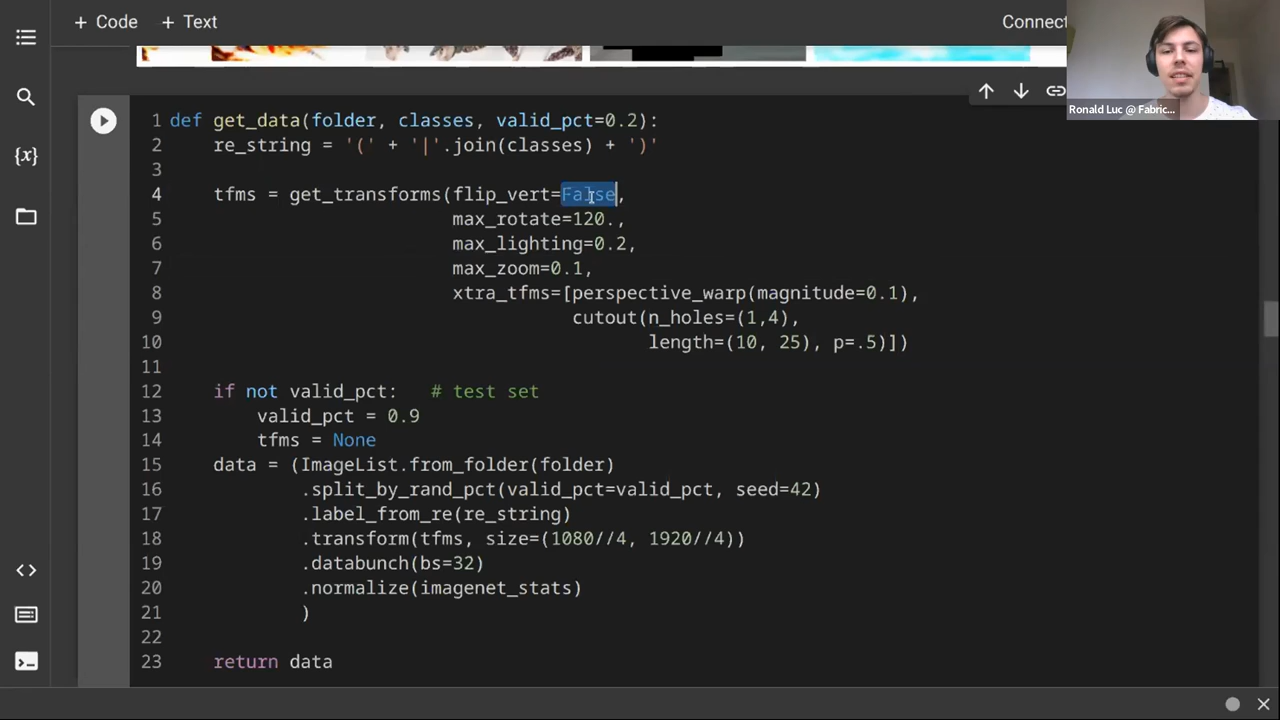 + Code + Text
Connect
Ronald Luc @ Fabric...
1 def get_data(folder, classes, valid_pct=0.2):
2 re_string = '(' + '|'.join(classes) + ')'
3
4 tfms = get_transforms(flip_vert=False,
5 max_rotate=120.,
6 max_lighting=0.2,
7 max_zoom=0.1,
8 xtra_tfms=[perspective_warp(magnitude=0.1),
9 cutout(n_holes=(1,4),
10 length=(10, 25), p=.5)])
11
12 if not valid_pct: # test set
13 valid_pct = 0.9
14 tfms = None
15 data = (ImageList.from_folder(folder)
16 .split_by_rand_pct(valid_pct=valid_pct, seed=42)
17 .label_from_re(re_string)
18 .transform(tfms, size=(1080//4, 1920//4))
19 .databunch(bs=32)
20 .normalize(imagenet_stats)
21 )
22
23 return data